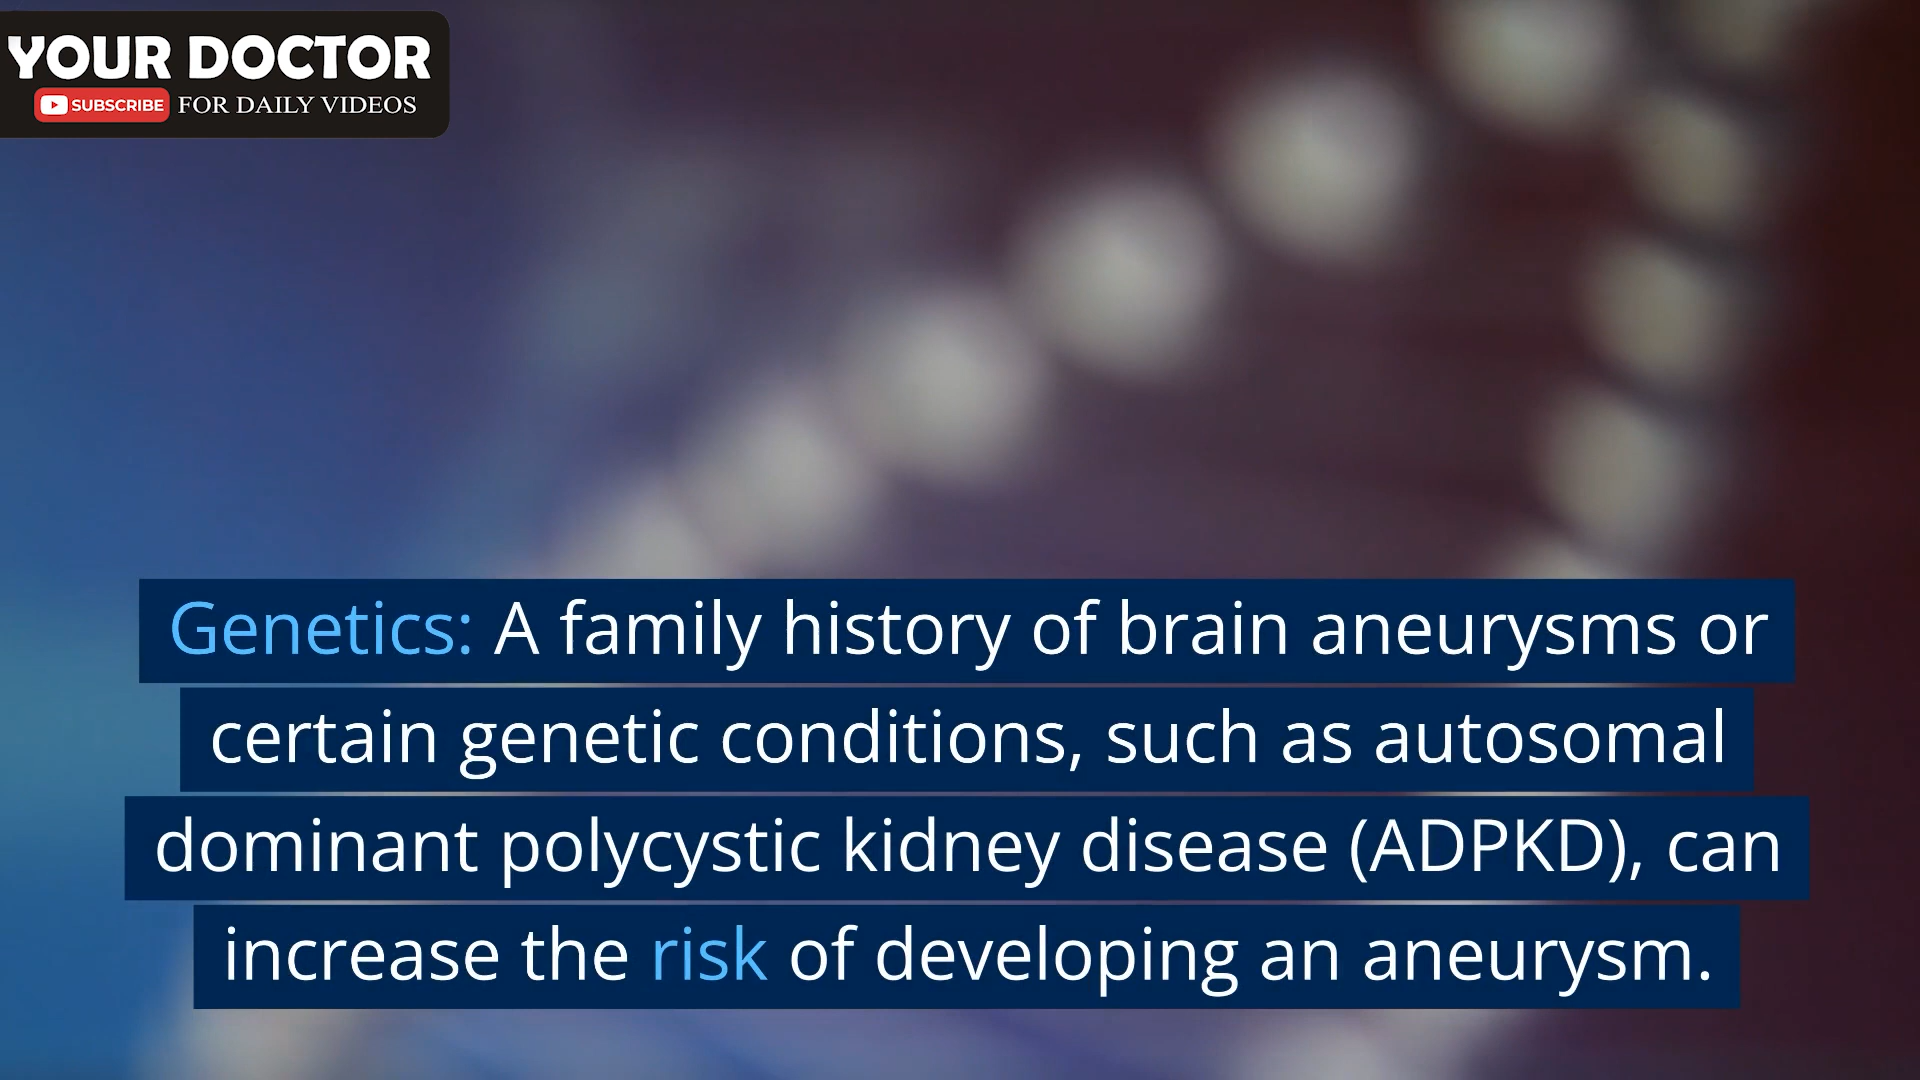 YOUR DOCTOR
SUBSCRIBE FOR DAILY VIDEOS
Genetics: A family history of brain aneurysms or
certain genetic conditions, such as autosomal
dominant polycystic kidney disease (ADPKD), can
increase the risk of developing an aneurysm.